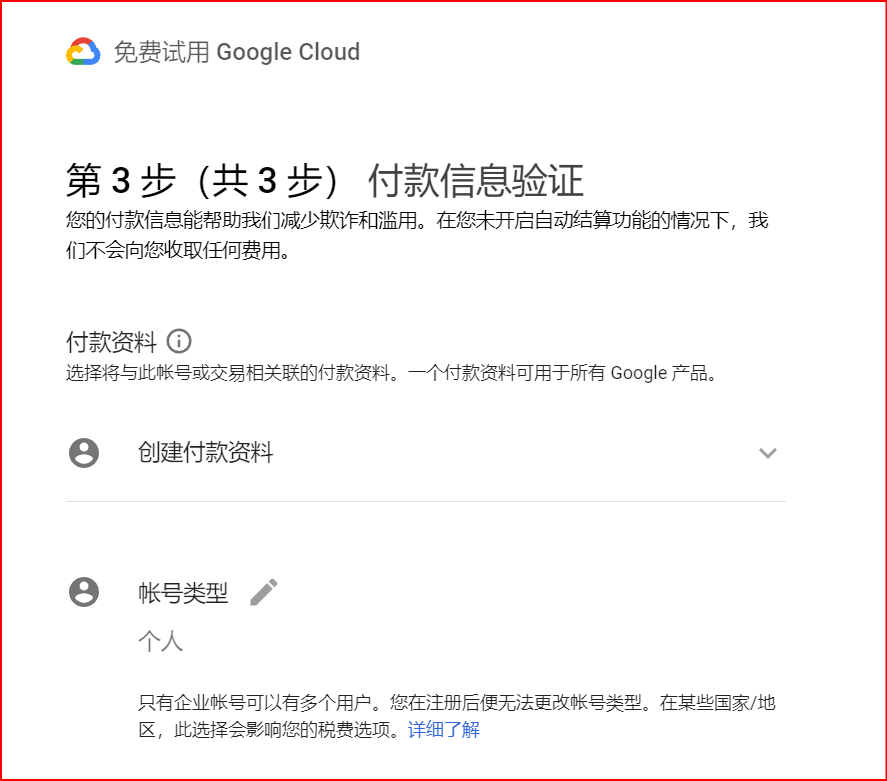 免费试用 Google Cloud
第 3 步（共 3 步） 付款信息验证
您的付款信息能帮助我们减少欺诈和滥用。在您未开启自动结算功能的情况下，我
们不会向您收取任何费用。
付款资料
选择将与此帐号或交易相关联的付款资料。一个付款资料可用于所有 Google 产品。
创建付款资料
帐号类型
个人
只有企业帐号可以有多个用户。您在注册后便无法更改帐号类型。在某些国家/地
区，此选择会影响您的税费选项。详细了解